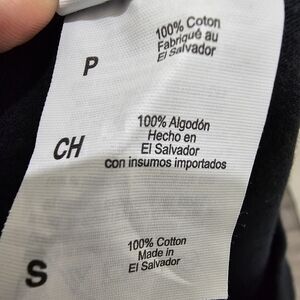 P
100% Coton
Fabriqué au
El Salvador
CH
100% Algodón
Hecho en
El Salvador
con insumos importados
S
100% Cotton
Made in
El Salvador